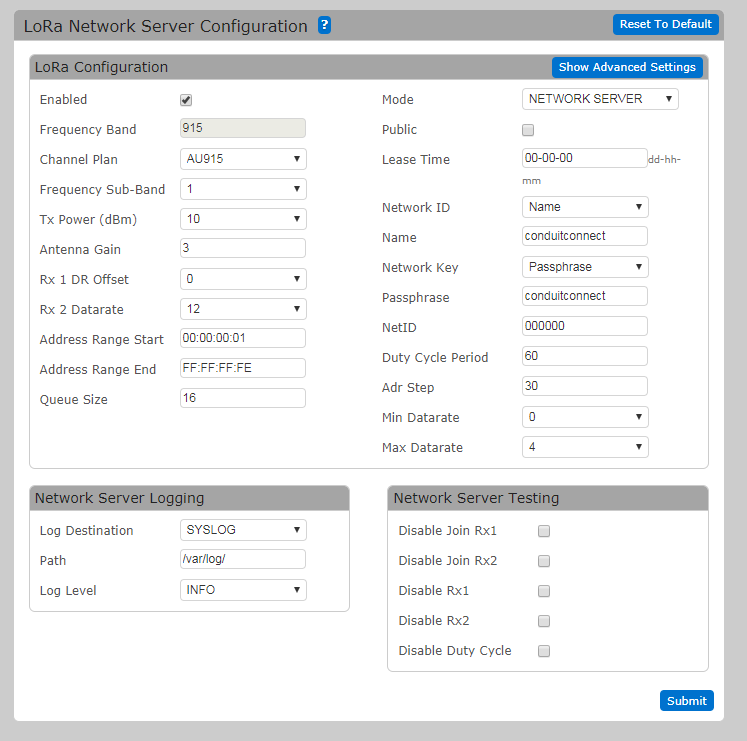 LoRa Network Server Configuration ?
Reset To Default
LoRa Configuration
Show Advanced Settings
Enabled
Frequency Band 915
Channel Plan AU915
Frequency Sub-Band 1
Tx Power (dBm) 10
Antenna Gain 3
Rx 1 DR Offset 0
Rx 2 Datarate 12
Address Range Start 00:00:00:01
Address Range End FF:FF:FF:FE
Queue Size 16
Mode NETWORK SERVER
Public
Lease Time 00-00-00 dd-hh-
mm
Network ID Name
Name conduitconnect
Network Key Passphrase
Passphrase conduitconnect
NetID 000000
Duty Cycle Period 60
Adr Step 30
Min Datarate 0
Max Datarate 4
Network Server Logging
Log Destination SYSLOG
Path /var/log/
Log Level INFO
Network Server Testing
Disable Join Rx1
Disable Join Rx2
Disable Rx1
Disable Rx2
Disable Duty Cycle
Submit